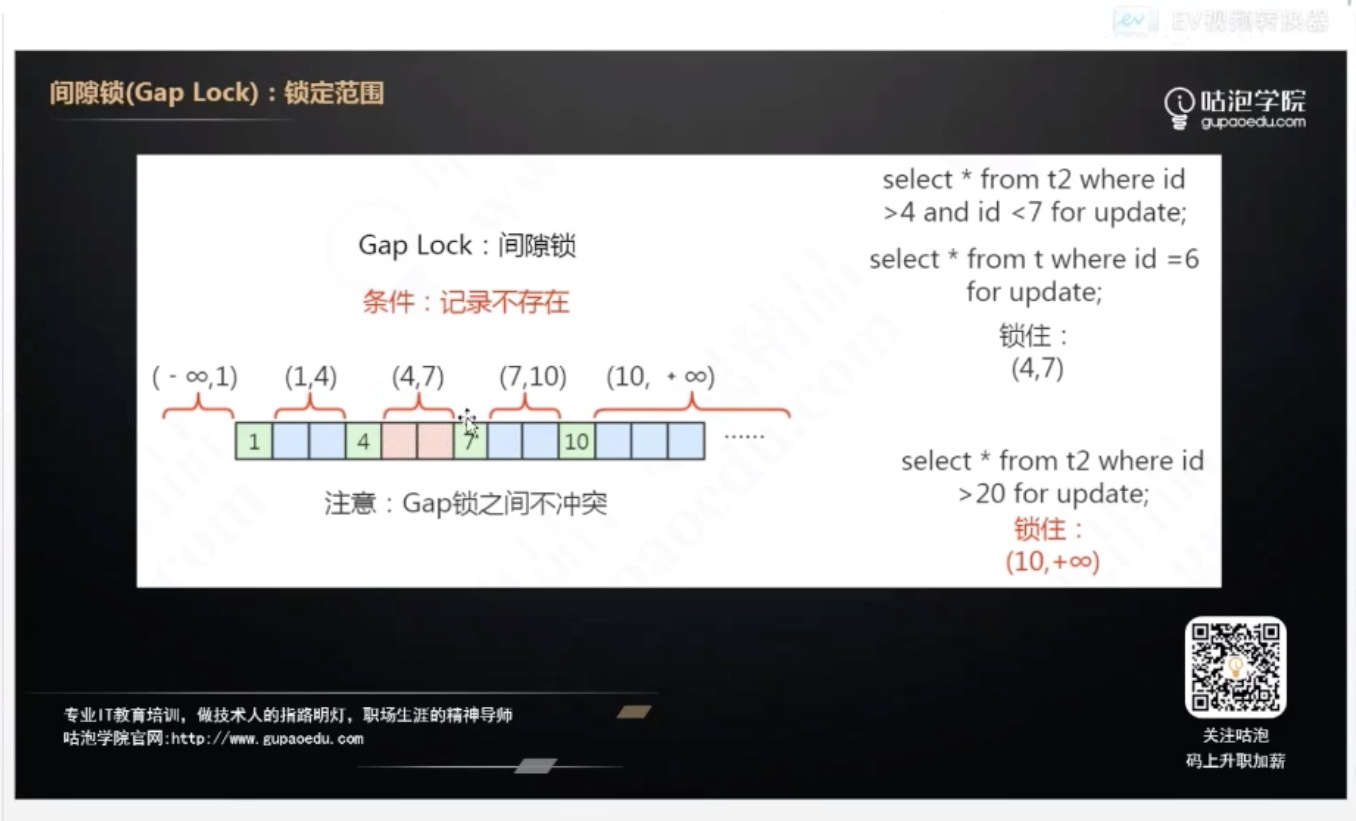 EV视频转换器
间隙锁(Gap Lock)：锁定范围
咕泡学院
gupaoedu.com
Gap Lock：间隙锁
条件：记录不存在
(-∞,1) (1,4) (4,7) (7,10) (10, +∞)
1 4 7 10 ······
注意：Gap锁之间不冲突
select * from t2 where id
>4 and id <7 for update;
select * from t where id =6
for update;
锁住：
(4,7)
select * from t2 where id
>20 for update;
锁住：
(10,+∞)
专业IT教育培训，做技术人的指路明灯，职场生涯的精神导师
咕泡学院官网:http://www.gupaoedu.com
关注咕泡
码上升职加薪